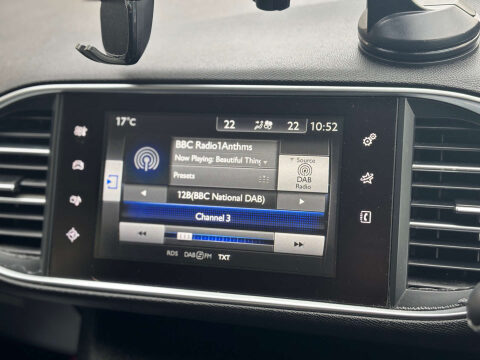 17°C 22 22 10:52
BBC Radio1Anthms
Now Playing: Beautiful Thing
Source
DAB
Radio
Presets
12B(BBC National DAB)
Channel 3
RDS DAB FM TXT